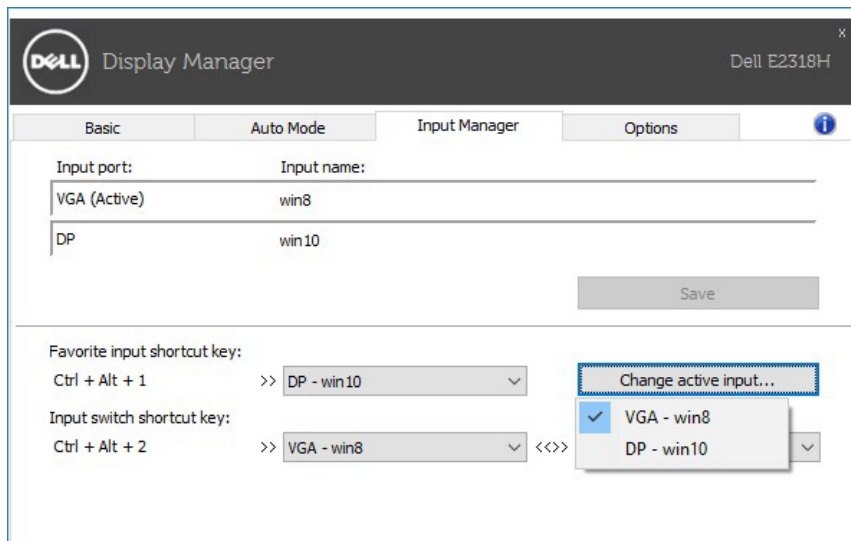 x
DELL Display Manager Dell E2318H
Basic Auto Mode Input Manager Options i
Input port: Input name:
VGA (Active) win8
DP win10
Save
Favorite input shortcut key:
Ctrl + Alt + 1 >> DP - win10 Change active input...
Input switch shortcut key: VGA - win8
Ctrl + Alt + 2 >> VGA - win8 <<>> DP - win10